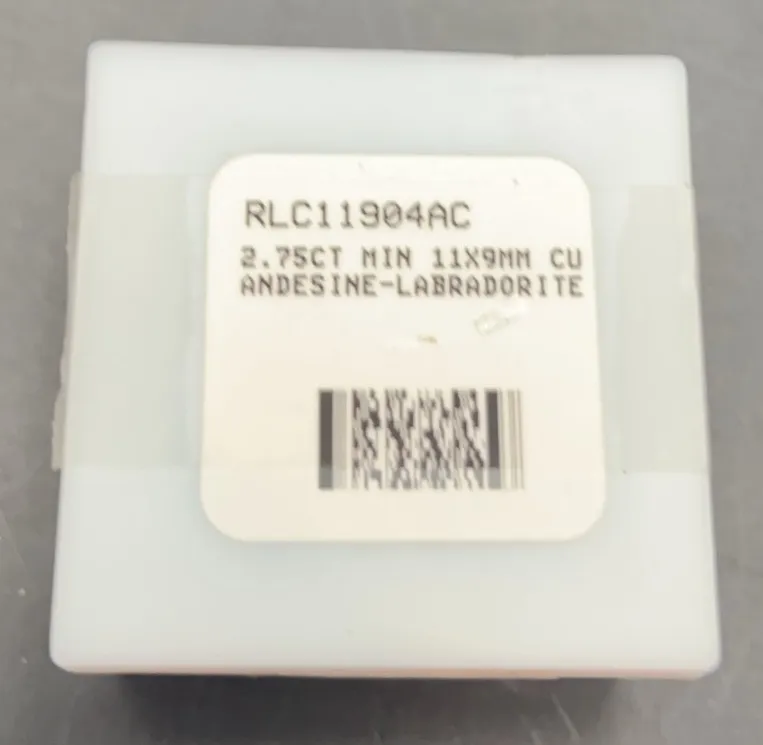 RLC11904AC
2.75CT MIN 11X9MM CU
ANDESINE-LABRADORITE